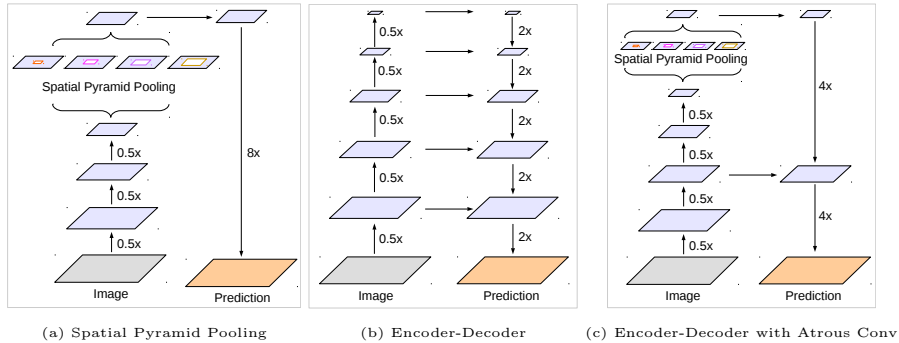 Spatial Pyramid Pooling
0.5x
0.5x
0.5x
8x
Image
Prediction
(a) Spatial Pyramid Pooling
0.5x
0.5x
0.5x
0.5x
0.5x
2x
2x
2x
2x
2x
Image
Prediction
(b) Encoder-Decoder
Spatial Pyramid Pooling
0.5x
0.5x
0.5x
0.5x
4x
4x
Image
Prediction
(c) Encoder-Decoder with Atrous Conv